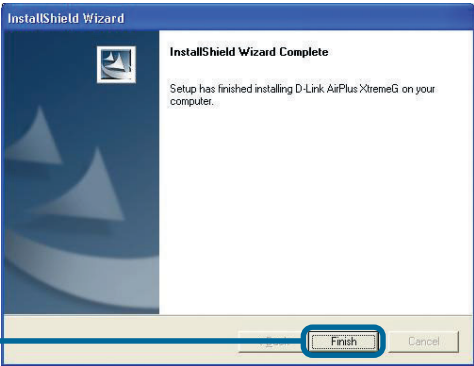 InstallShield Wizard
InstallShield Wizard Complete
Setup has finished installing D-Link AirPlus XtremeG on your
computer.
Finish
Cancel